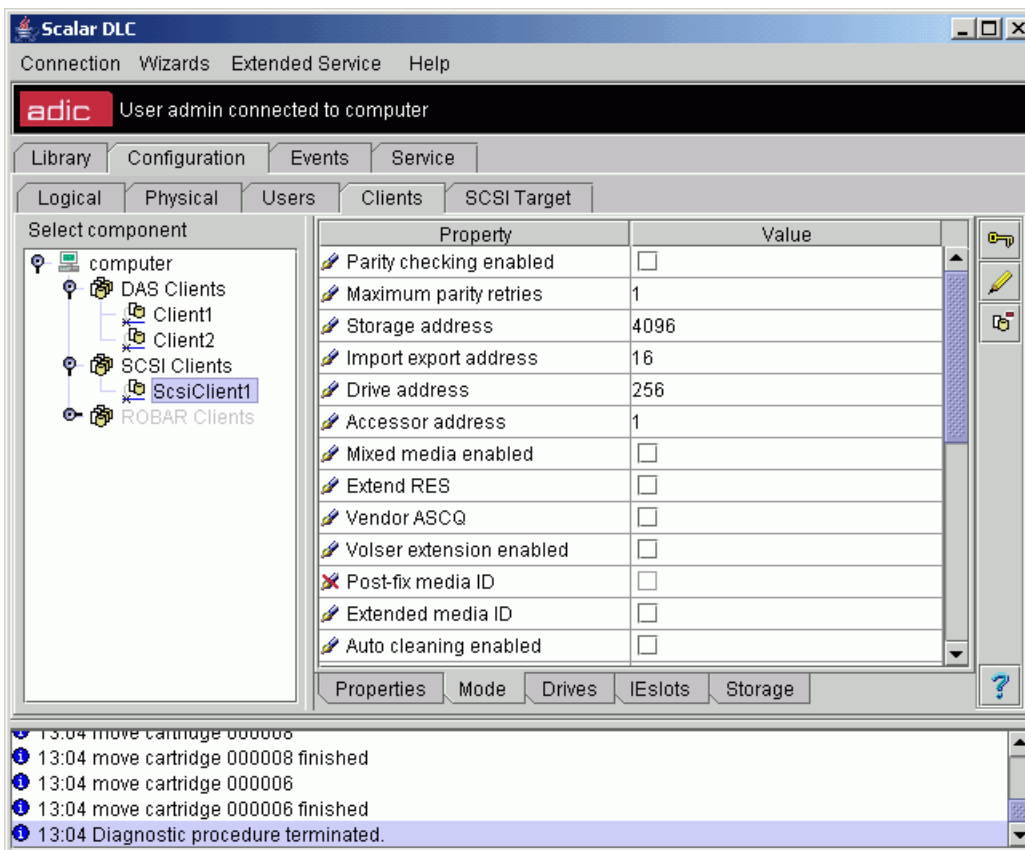 Scalar DLC
Connection Wizards Extended Service Help
adic User admin connected to computer
Library Configuration Events Service
Logical Physical Users Clients SCSI Target
Select component
computer
DAS Clients
Client1
Client2
SCSI Clients
ScsiClient1
ROBAR Clients
Property Value
Parity checking enabled
Maximum parity retries 1
Storage address 4096
Import export address 16
Drive address 256
Accessor address 1
Mixed media enabled
Extend RES
Vendor ASCQ
Volser extension enabled
Post-fix media ID
Extended media ID
Auto cleaning enabled
Properties Mode Drives IEslots Storage
13:04 move cartridge 000008
13:04 move cartridge 000008 finished
13:04 move cartridge 000006
13:04 move cartridge 000006 finished
13:04 Diagnostic procedure terminated.